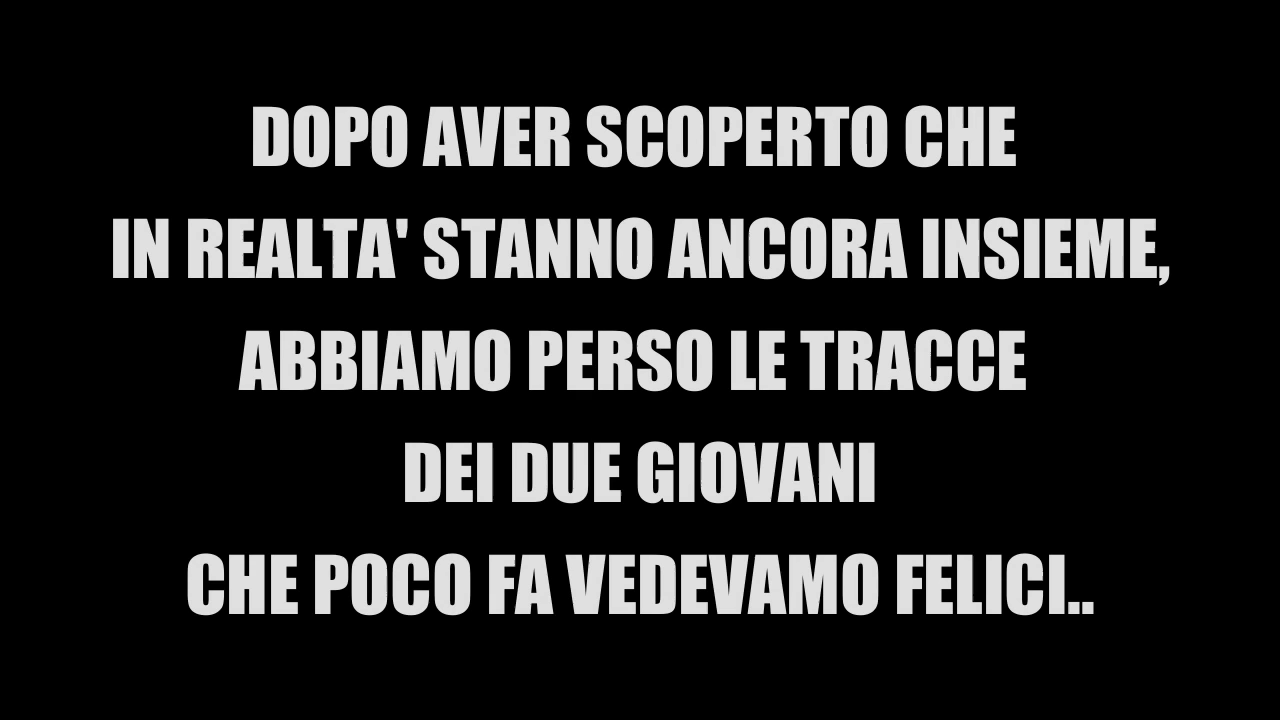 DOPO AVER SCOPERTO CHE
IN REALTA' STANNO ANCORA INSIEME,
ABBIAMO PERSO LE TRACCE
DEI DUE GIOVANI
CHE POCO FA VEDEVAMO FELICI..